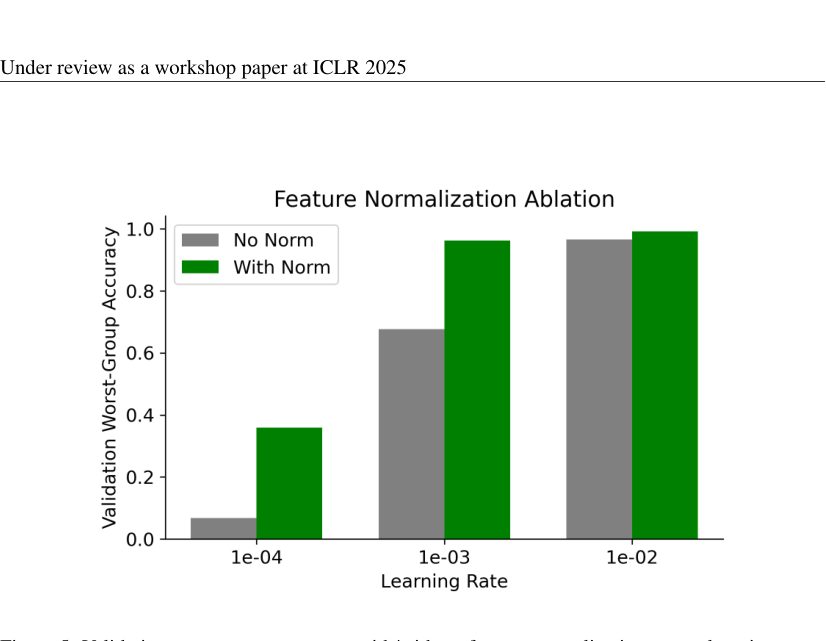 Under review as a workshop paper at ICLR 2025
Feature Normalization Ablation
No Norm
With Norm
Validation Worst-Group Accuracy
1.0
0.8
0.6
0.4
0.2
0.0
1e-04
1e-03
1e-02
Learning Rate